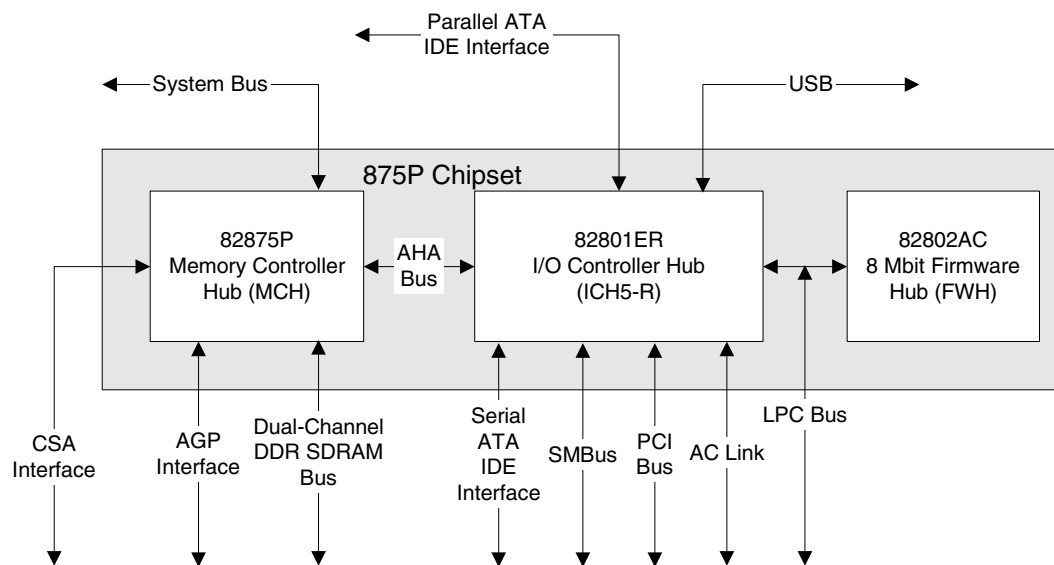 Parallel ATA
IDE Interface
System Bus
USB
875P Chipset
82875P
Memory Controller
Hub (MCH)
AHA
Bus
82801ER
I/O Controller Hub
(ICH5-R)
82802AC
8 Mbit Firmware
Hub (FWH)
CSA
Interface
AGP
Interface
Dual-Channel
DDR SDRAM
Bus
Serial
ATA
IDE
Interface
SMBus
PCI
Bus
AC Link
LPC Bus